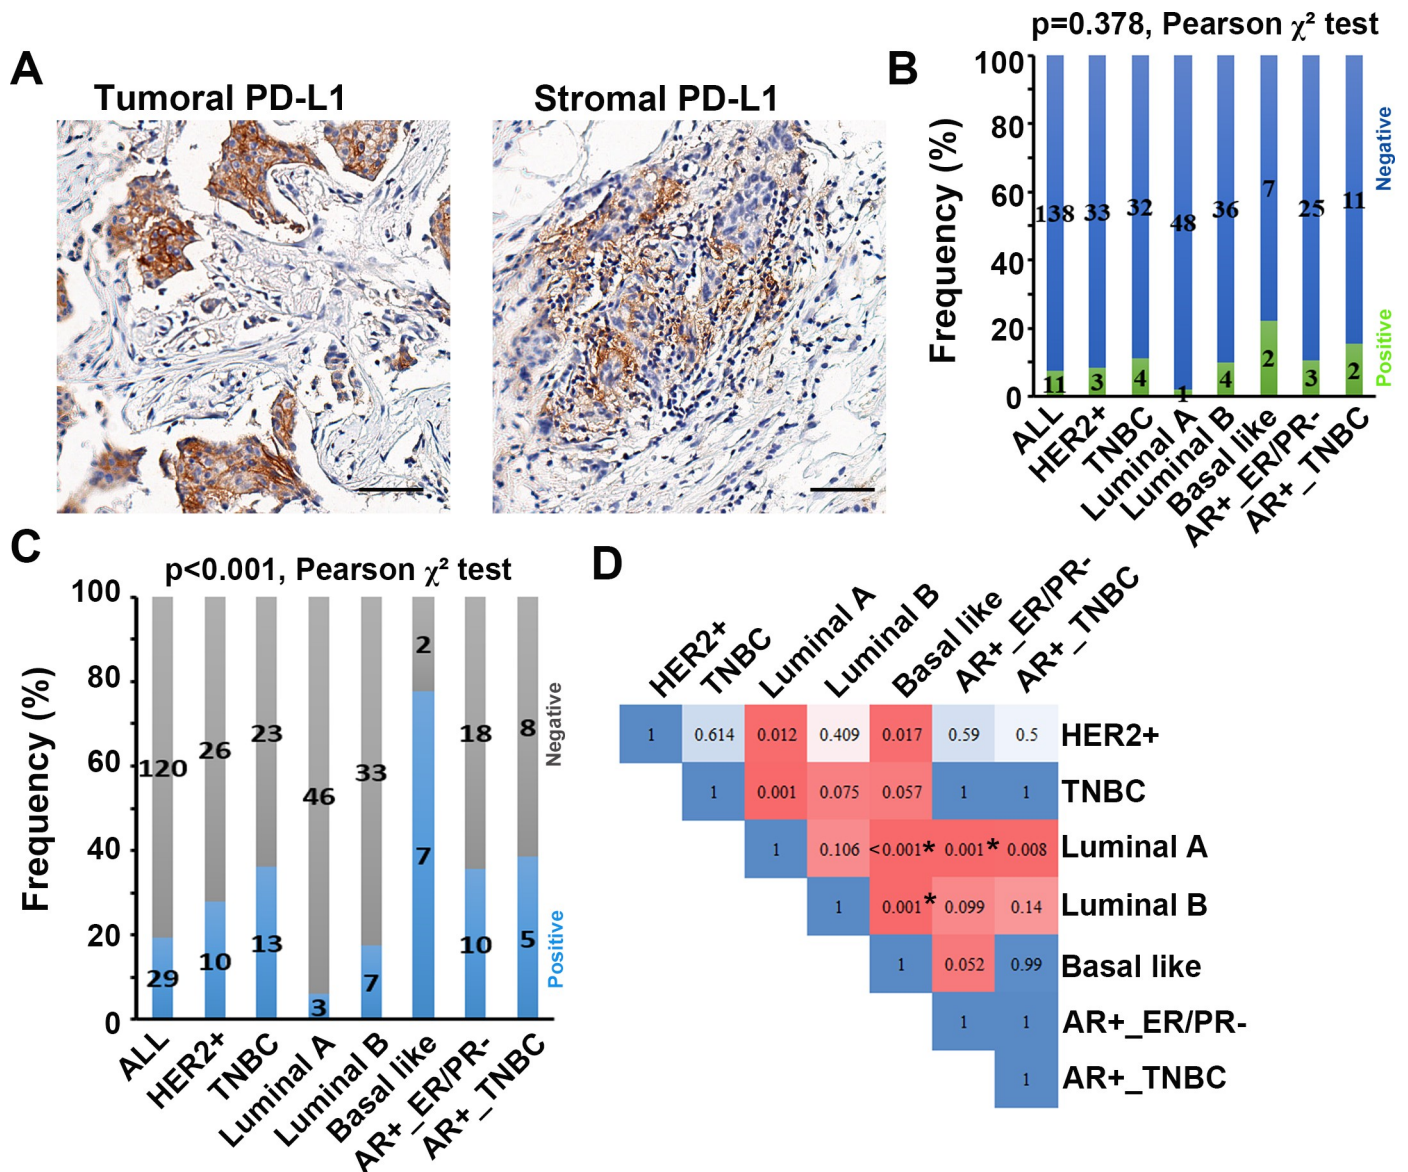 A
Tumoral PD-L1
Stromal PD-L1
B
p=0.378, Pearson χ² test
Frequency (%)
100
80
60
40
20
0
138 33 32 48 36 7 25 11
11 3 4 1 4 2 3 2
Negative
Positive
ALL
HER2+
TNBC
Luminal A
Luminal B
Basal like
AR+_ER/PR-
AR+_TNBC
C
p<0.001, Pearson χ² test
Frequency (%)
100
80
60
40
20
0
120 26 23 46 33 2 18 8
29 10 13 3 7 7 10 5
Negative
Positive
ALL
HER2+
TNBC
Luminal A
Luminal B
Basal like
AR+_ER/PR-
AR+_TNBC
D
HER2+
TNBC
Luminal A
Luminal B
Basal like
AR+_ER/PR-
AR+_TNBC
1 0.614 0.012 0.409 0.017 0.59 0.5 HER2+
1 0.001 0.075 0.057 1 1 TNBC
1 0.106 <0.001* 0.001* 0.008 Luminal A
1 0.001* 0.099 0.14 Luminal B
1 0.052 0.99 Basal like
1 1 AR+_ER/PR-
1 AR+_TNBC